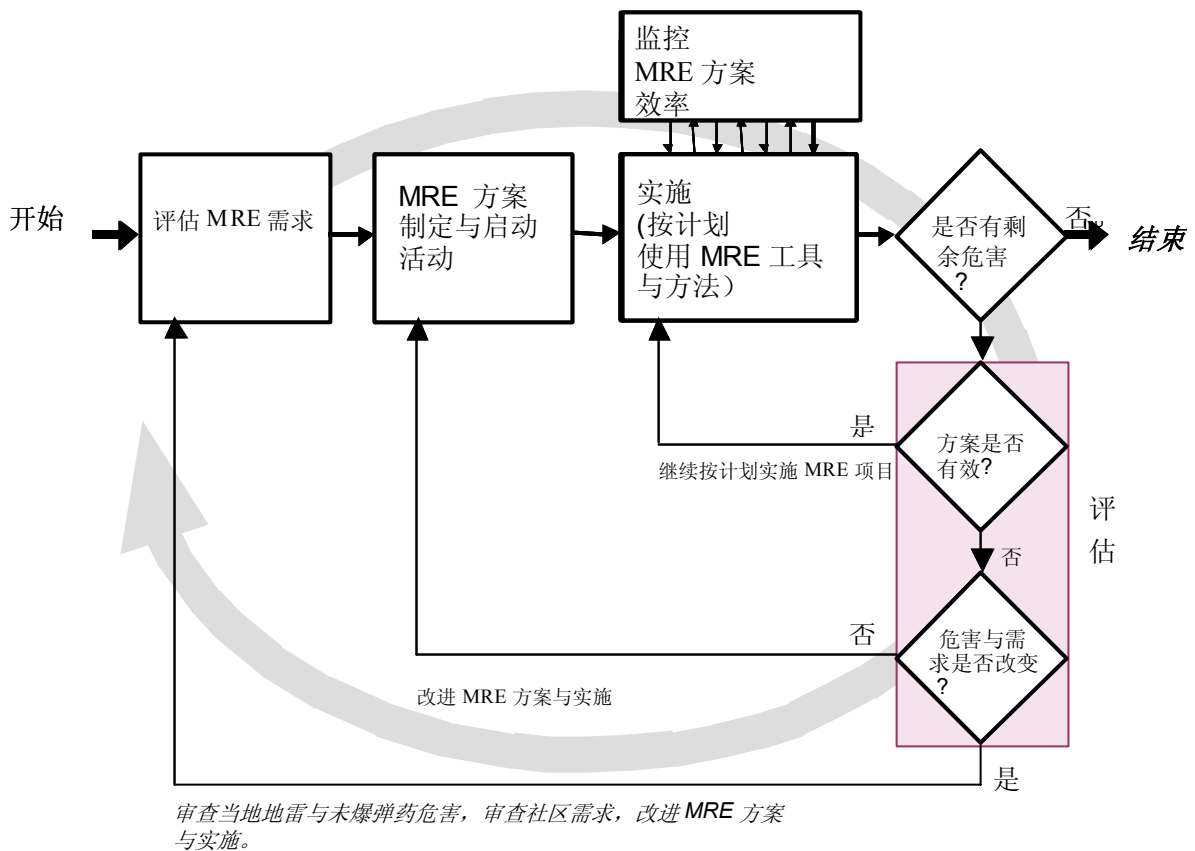 监控
MRE 方案
效率
开始
评估 MRE 需求
MRE 方案
制定与启动
活动
实施
(按计划
使用 MRE 工具
与方法）
是否有剩
余危害
?
否
结束
是
继续按计划实施 MRE 项目
方案是否
有效?
评
估
否
否
危害与需
求是否改变
?
改进 MRE 方案与实施
是
审查当地地雷与未爆弹药危害，审查社区需求，改进 MRE 方案
与实施。